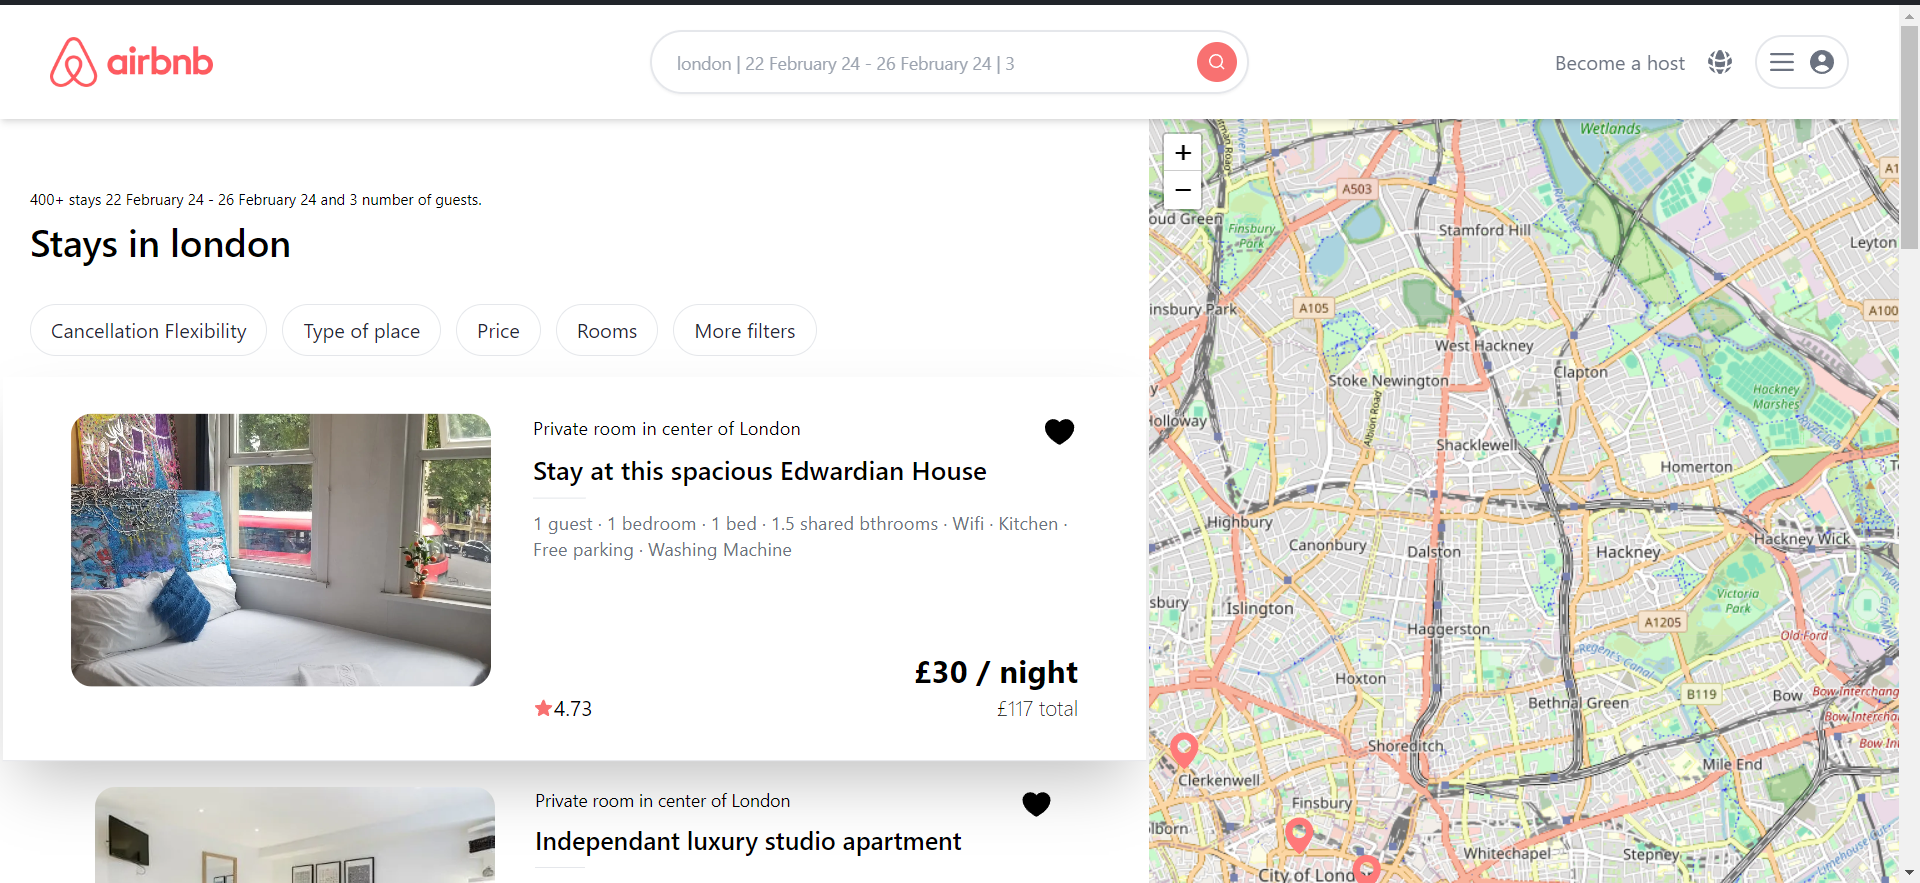 airbnb
london | 22 February 24 - 26 February 24 | 3
Become a host
400+ stays 22 February 24 - 26 February 24 and 3 number of guests.
Stays in london
Cancellation Flexibility
Type of place
Price
Rooms
More filters
Private room in center of London
Stay at this spacious Edwardian House
1 guest · 1 bedroom · 1 bed · 1.5 shared bthrooms · Wifi · Kitchen ·
Free parking · Washing Machine
£30 / night
4.73
£117 total
Private room in center of London
Independant luxury studio apartment
+
−
Wetlands
A503
A1
oud Green
Finsbury
Park
Stamford Hill
Leyton
insbury Park
A105
A100
West Hackney
Stoke Newington
Clapton
Hackney
Marshes
Holloway
Albion Road
Shacklewell
Homerton
Highbury
Canonbury
Dalston
Hackney
Hackney Wick
sbury
Islington
Victoria
Park
Haggerston
A1205
Old Ford
Regent's Canal
Hoxton
B119
Bow
Bow Interchang
Bethnal Green
Bow Intercha
Shoreditch
Bow In
Clerkenwell
Mile End
Finsbury
lborn
Whitechapel
Stepney
Limehouse
City of Londo